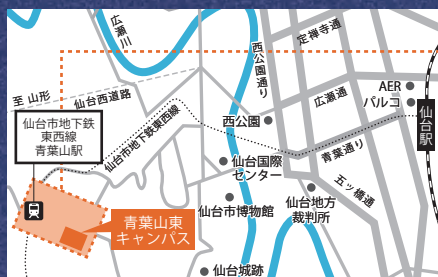 広瀬川
西公園通り
定禅寺通
至 山形
仙台西道路
広瀬通
AER
パルコ
仙台駅
仙台市地下鉄
東西線
青葉山駅
仙台市地下鉄東西線
西公園
青葉通り
仙台国際
センター
五ッ橋通
仙台市博物館
仙台地方
裁判所
青葉山東
キャンパス
仙台城跡